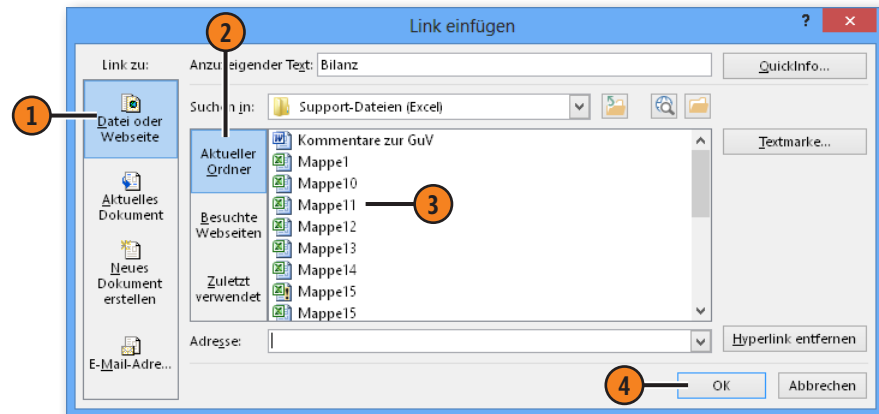 Link einfügen
?
×
2
Link zu:
Anzuzeigender Text: Bilanz
QuickInfo...
1
Datei oder
Webseite
Suchen in:
Support-Dateien (Excel)
Aktueller
Ordner
Kommentare zur GuV
Textmarke...
Mappe1
Mappe10
Mappe11
3
Mappe12
Mappe13
Mappe14
Mappe15
Mappe15
Aktuelles
Dokument
Besuchte
Webseiten
Neues
Dokument
erstellen
Zuletzt
verwendet
E-Mail-Adre...
Adresse:
Hyperlink entfernen
4
OK
Abbrechen